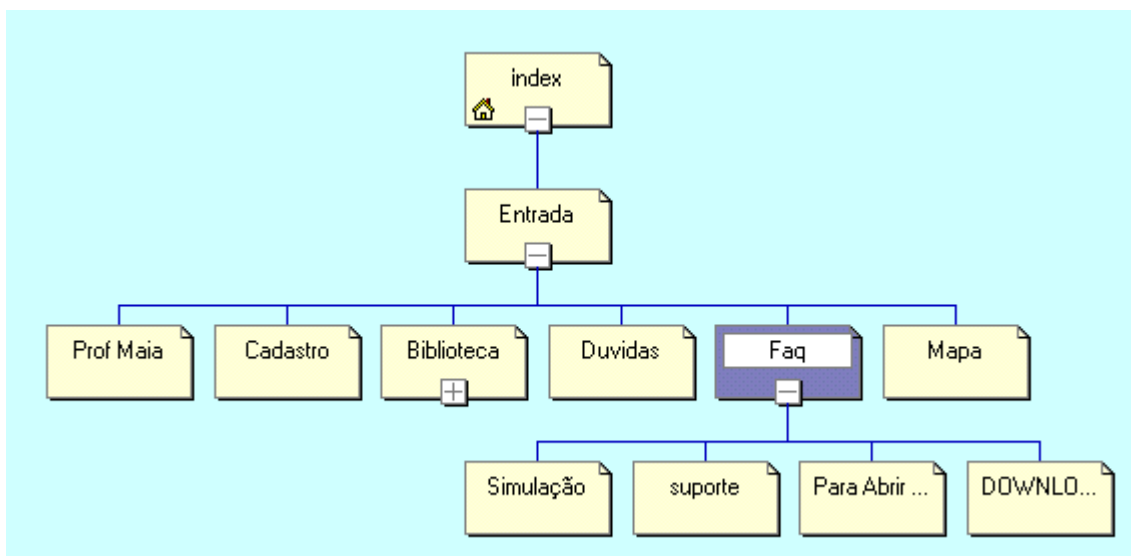 index
Entrada
Prof Maia
Cadastro
Biblioteca
Duvidas
Faq
Mapa
Simulação
suporte
Para Abrir ...
DOWNLO...